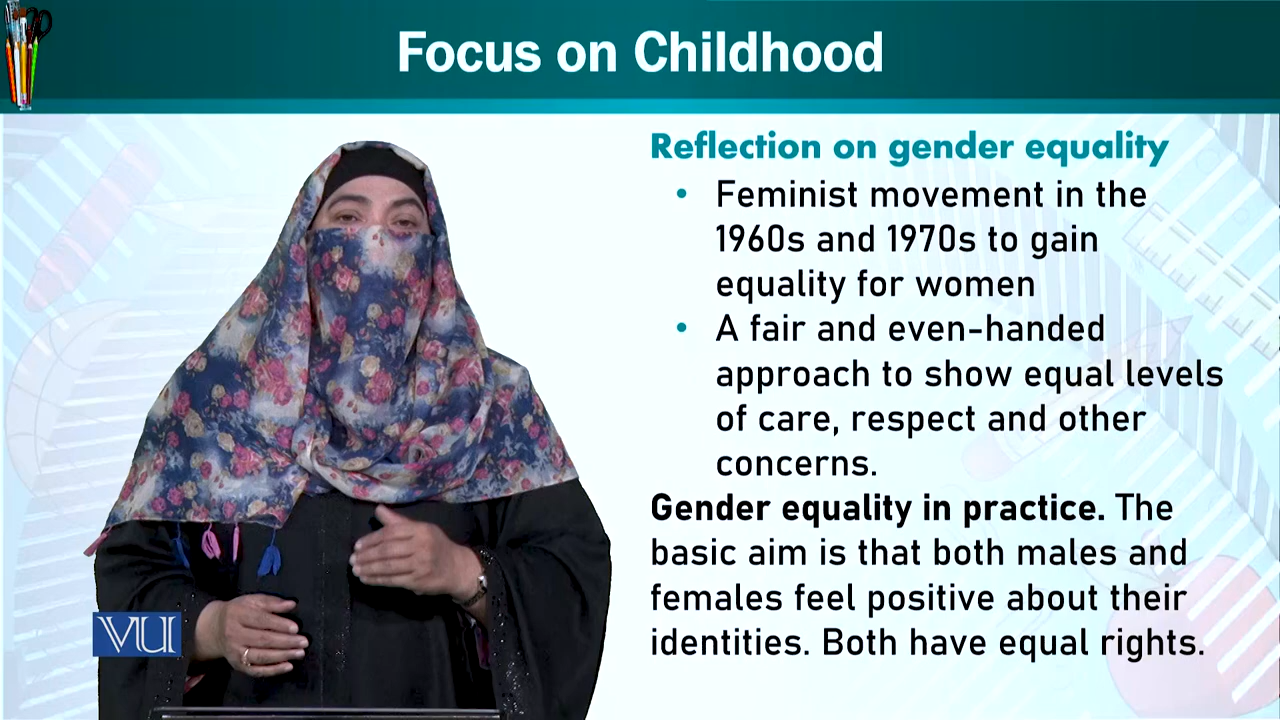 Focus on Childhood
Reflection on gender equality
• Feminist movement in the
1960s and 1970s to gain
equality for women
• A fair and even-handed
approach to show equal levels
of care, respect and other
concerns.
Gender equality in practice. The
basic aim is that both males and
females feel positive about their
identities. Both have equal rights.
VU